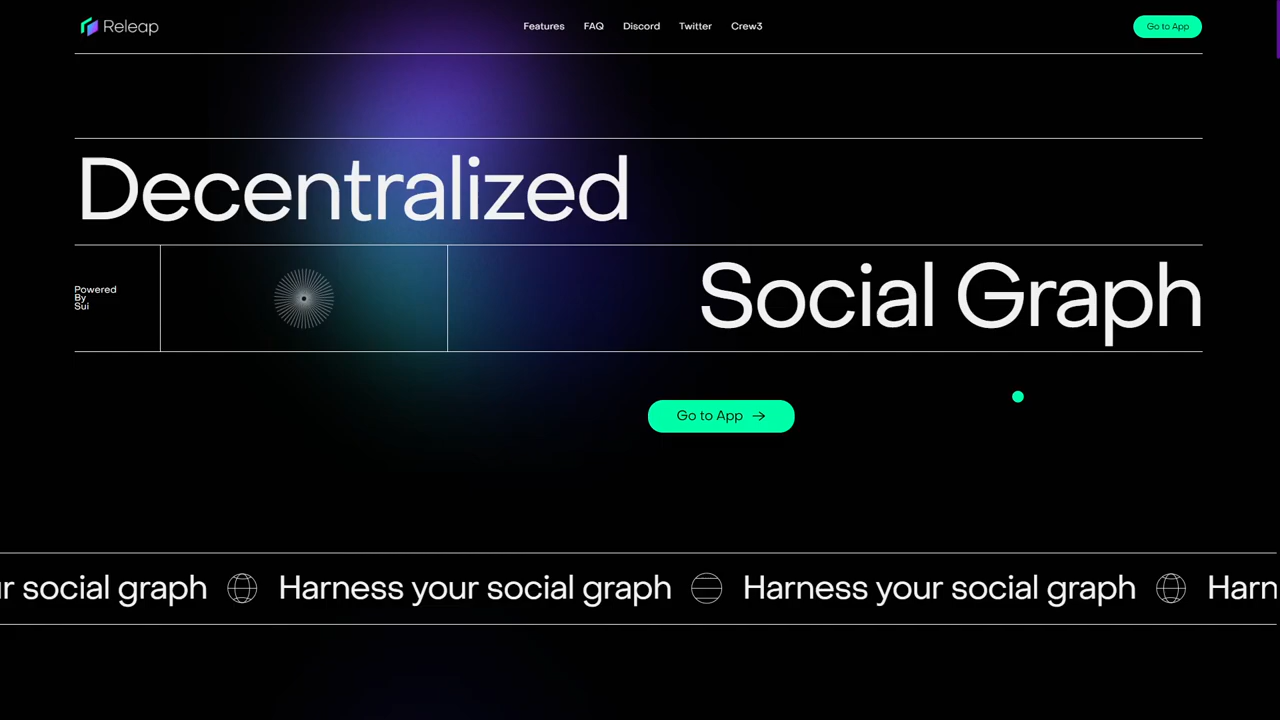 Releap
Features FAQ Discord Twitter Crew3
Go to App
Decentralized
Powered
By
Sui
Social Graph
Go to App →
r social graph Harness your social graph Harness your social graph Harn